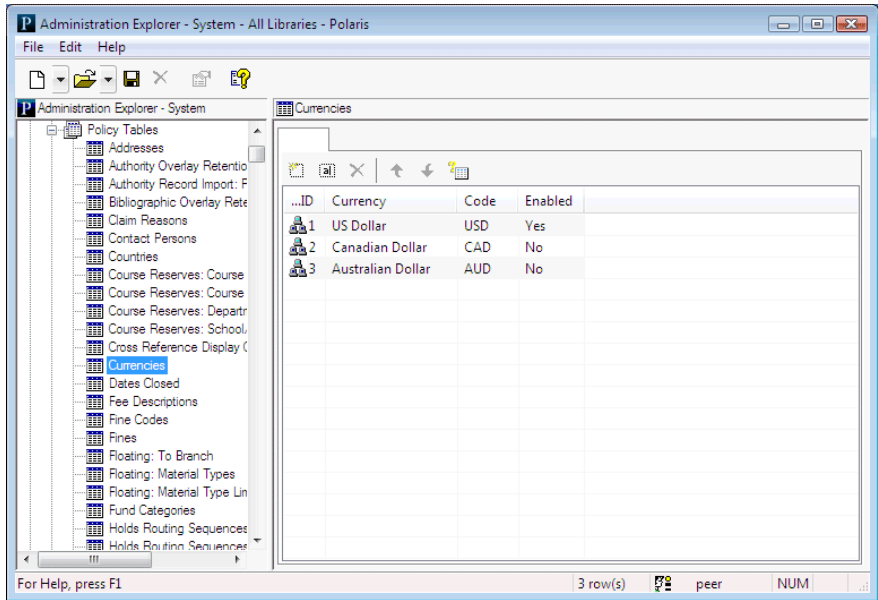 Administration Explorer - System - All Libraries - Polaris
File Edit Help
Administration Explorer - System
Policy Tables
Addresses
Authority Overlay Retentio
Authority Record Import: F
Bibliographic Overlay Rete
Claim Reasons
Contact Persons
Countries
Course Reserves: Course
Course Reserves: Course
Course Reserves: Departr
Course Reserves: School
Cross Reference Display
Currencies
Dates Closed
Fee Descriptions
Fine Codes
Fines
Floating: To Branch
Floating: Material Types
Floating: Material Type Lin
Fund Categories
Holds Routing Sequences
Holds Routing Sequences
Currencies
...ID Currency Code Enabled
1 US Dollar USD Yes
2 Canadian Dollar CAD No
3 Australian Dollar AUD No
For Help, press F1 3 row(s) peer NUM